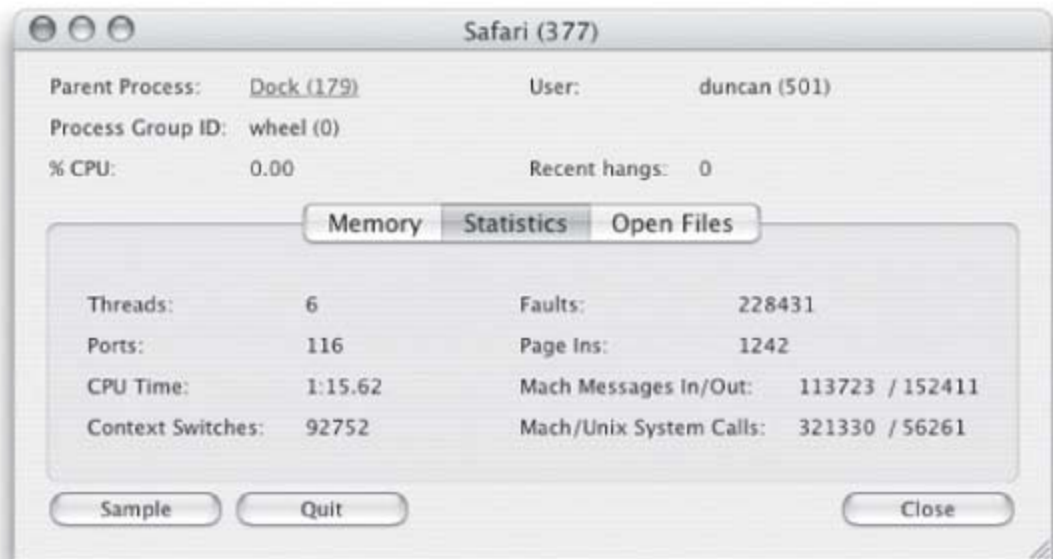 Safari (377)
Parent Process: Dock (179) User: duncan (501)
Process Group ID: wheel (0)
% CPU: 0.00 Recent hangs: 0
Memory Statistics Open Files
Threads: 6 Faults: 228431
Ports: 116 Page Ins: 1242
CPU Time: 1:15.62 Mach Messages In/Out: 113723 / 152411
Context Switches: 92752 Mach/Unix System Calls: 321330 / 56261
Sample Quit Close